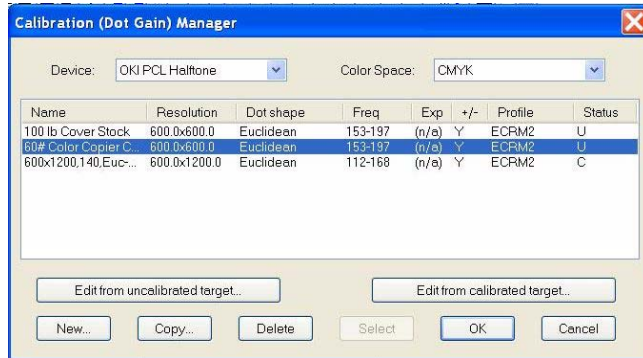 Calibration (Dot Gain) Manager
Device: OKI PCL Halftone Color Space: CMYK
Name Resolution Dot shape Freq Exp +/- Profile Status
100 lb Cover Stock 600.0x600.0 Euclidean 153-197 (n/a) Y ECRM2 U
60# Color Copier C... 600.0x600.0 Euclidean 153-197 (n/a) Y ECRM2 U
600x1200,140,Euc-... 600.0x1200.0 Euclidean 112-168 (n/a) Y ECRM2 C
Edit from uncalibrated target... Edit from calibrated target...
New... Copy... Delete Select OK Cancel